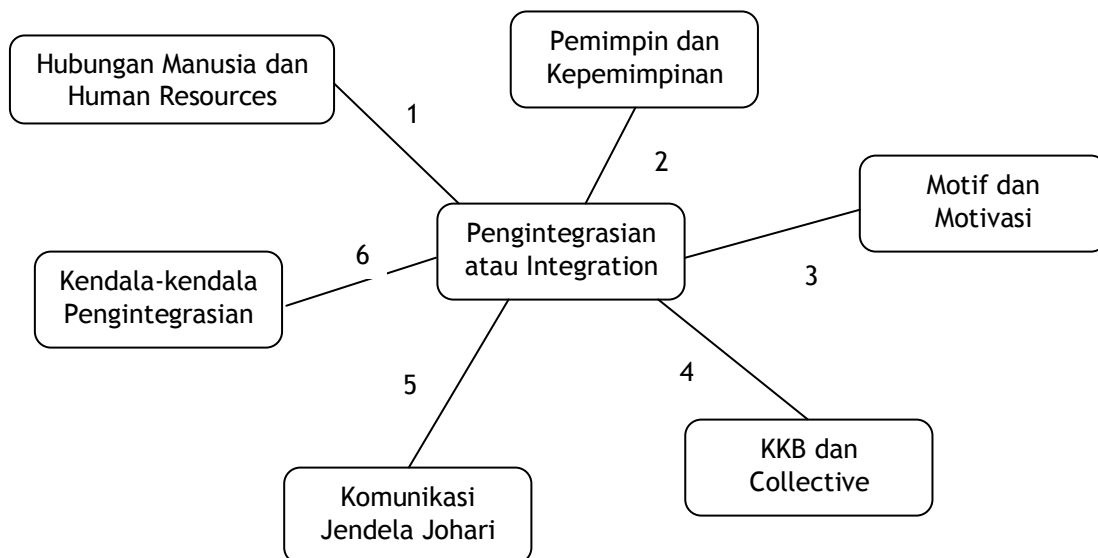 Pemimpin dan
Kepemimpinan
Hubungan Manusia dan
Human Resources
1
2
Motif dan
Motivasi
Pengintegrasian
atau Integration
6
3
Kendala-kendala
Pengintegrasian
5
4
KKB dan
Collective
Komunikasi
Jendela Johari